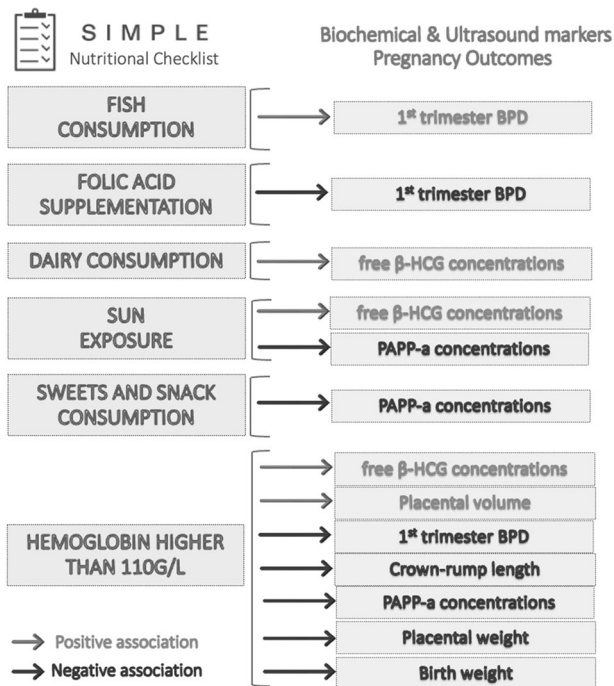 SIMPLE
Nutritional Checklist
Biochemical & Ultrasound markers
Pregnancy Outcomes
FISH
CONSUMPTION
1st trimester BPD
FOLIC ACID
SUPPLEMENTATION
1st trimester BPD
DAIRY CONSUMPTION
free β-HCG concentrations
SUN
EXPOSURE
free β-HCG concentrations
PAPP-a concentrations
SWEETS AND SNACK
CONSUMPTION
PAPP-a concentrations
HEMOGLOBIN HIGHER
THAN 110G/L
free β-HCG concentrations
Placental volume
1st trimester BPD
Crown-rump length
PAPP-a concentrations
Placental weight
Birth weight
Positive association
Negative association